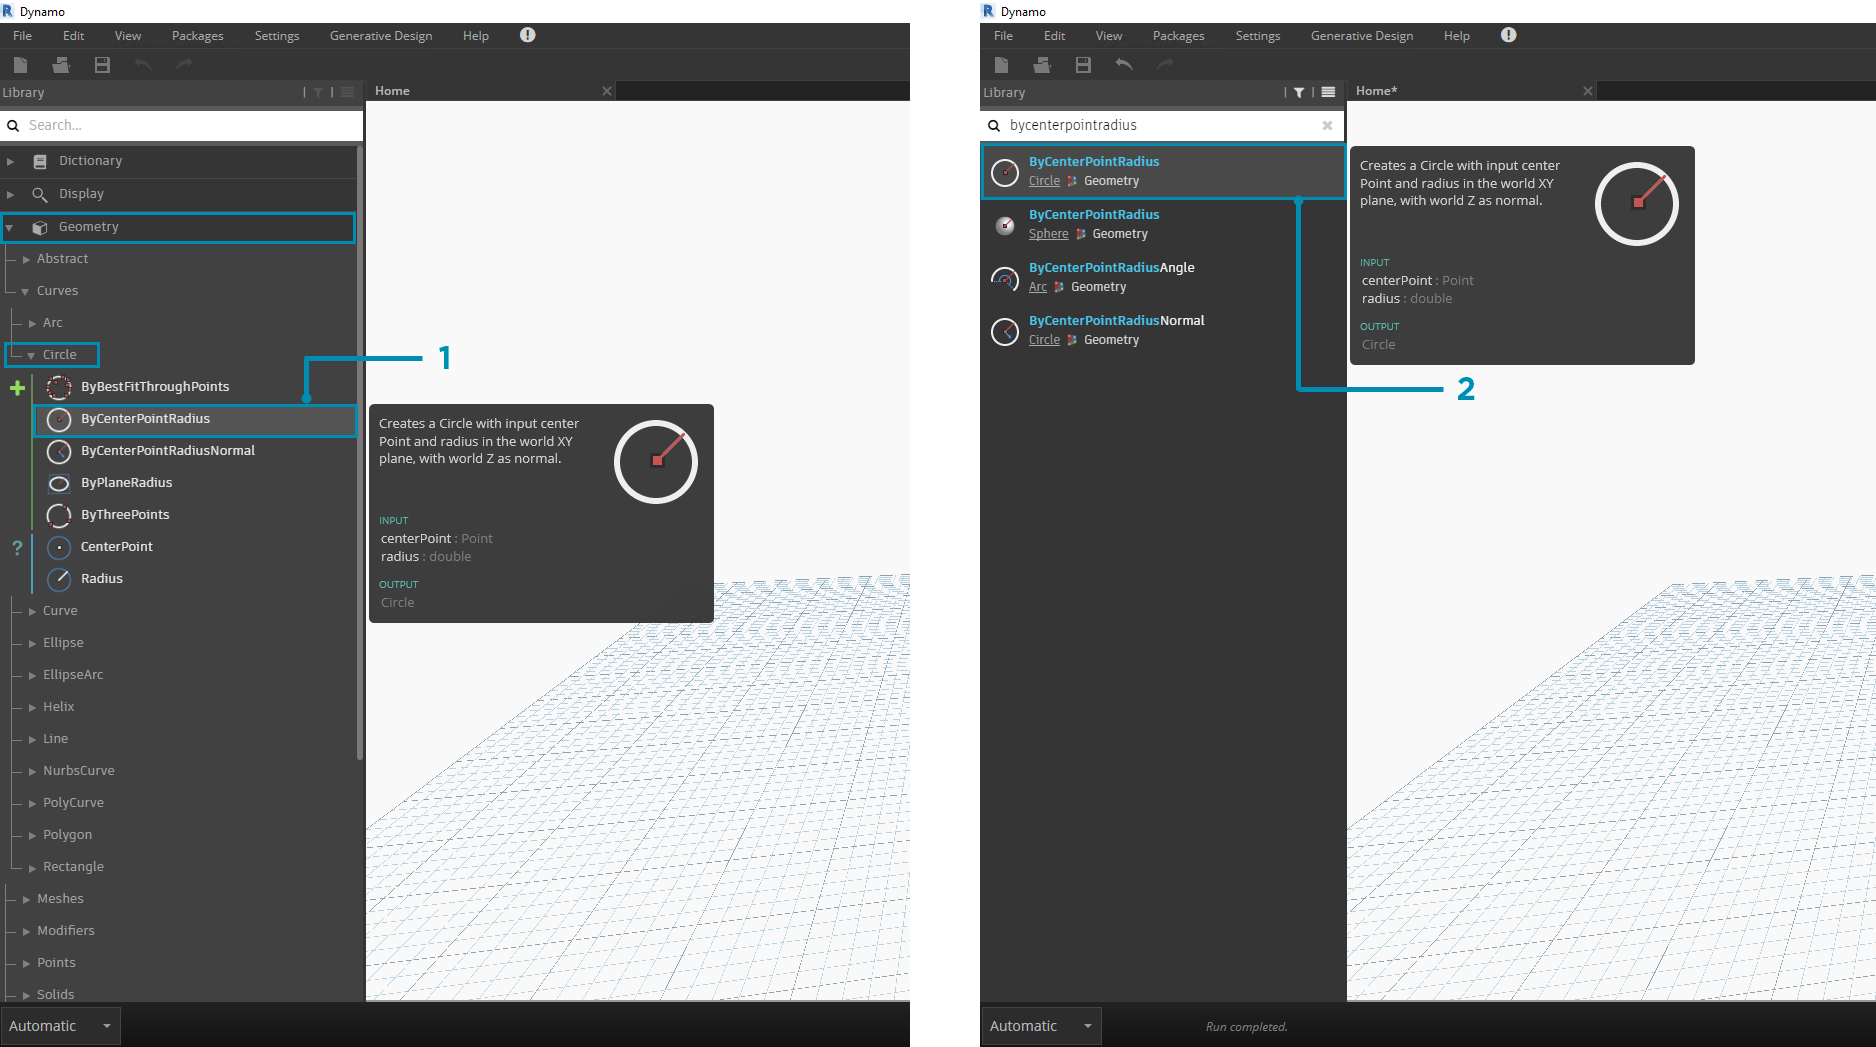 Dynamo
File Edit View Packages Settings Generative Design Help
Library
Home
Search...
Dictionary
Display
Geometry
Abstract
Curves
Arc
Circle
1
ByBestFitThroughPoints
ByCenterPointRadius
ByCenterPointRadiusNormal
ByPlaneRadius
ByThreePoints
? CenterPoint
Radius
Curve
Ellipse
EllipseArc
Helix
Line
NurbsCurve
PolyCurve
Polygon
Rectangle
Meshes
Modifiers
Points
Solids
Creates a Circle with input center
Point and radius in the world XY
plane, with world Z as normal.
INPUT
centerPoint : Point
radius : double
OUTPUT
Circle
Automatic
Dynamo
File Edit View Packages Settings Generative Design Help
Library
Home*
bycenterpointradius
ByCenterPointRadius
Circle Geometry
ByCenterPointRadius
Sphere Geometry
ByCenterPointRadiusAngle
Arc Geometry
ByCenterPointRadiusNormal
Circle Geometry
Creates a Circle with input center
Point and radius in the world XY
plane, with world Z as normal.
INPUT
centerPoint : Point
radius : double
OUTPUT
Circle
2
Automatic
Run completed.